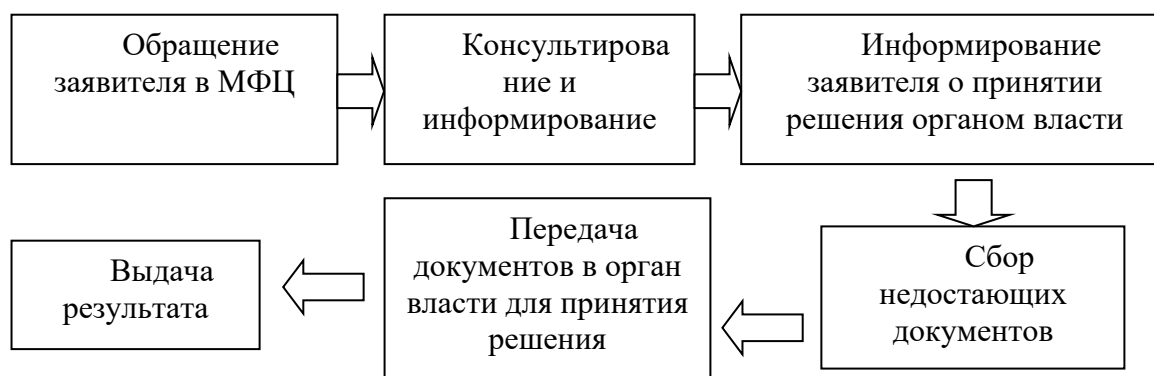 Обращение
заявителя в МФЦ
Консультирова
ние и
информирование
Информирование
заявителя о принятии
решения органом власти
Сбор
недостающих
документов
Передача
документов в орган
власти для принятия
решения
Выдача
результата